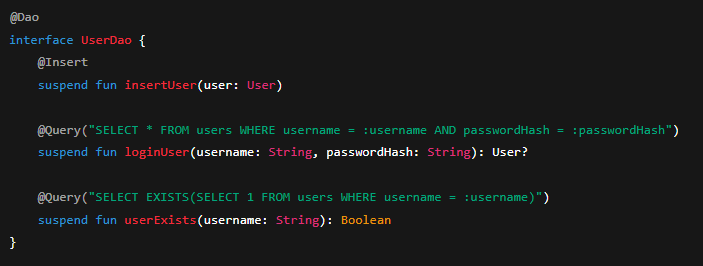 @Dao
interface UserDao {
    @Insert
    suspend fun insertUser(user: User)

    @Query("SELECT * FROM users WHERE username = :username AND passwordHash = :passwordHash")
    suspend fun loginUser(username: String, passwordHash: String): User?

    @Query("SELECT EXISTS(SELECT 1 FROM users WHERE username = :username)")
    suspend fun userExists(username: String): Boolean
}